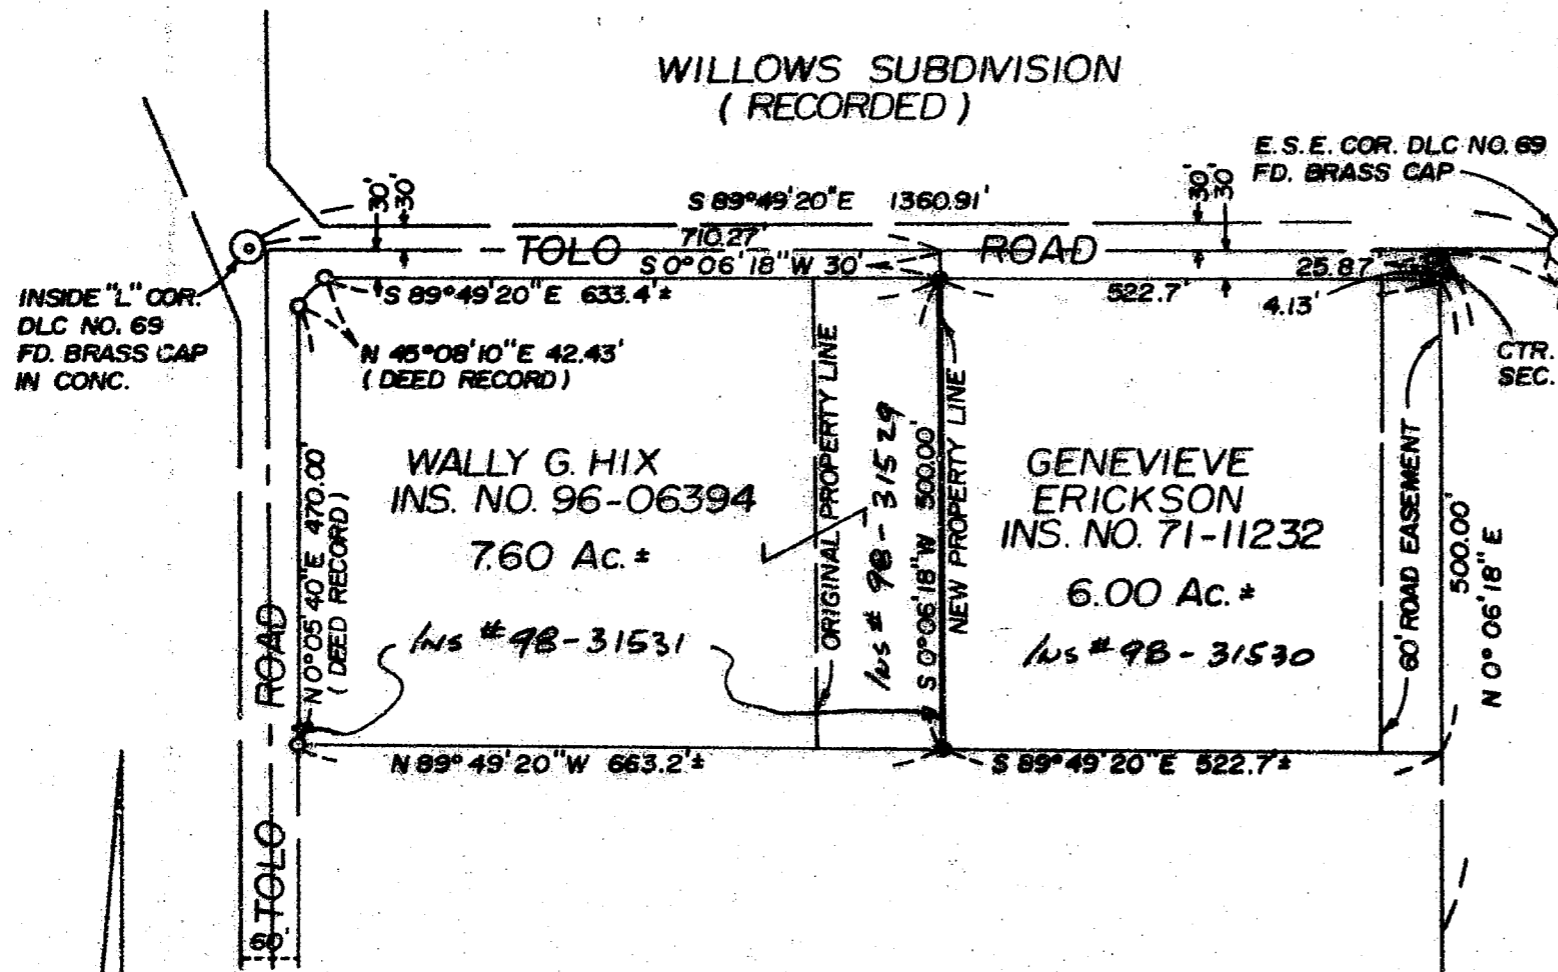 WILLOWS SUBDIVISION
( RECORDED )
E.S.E. COR. DLC NO. 69
FD. BRASS CAP
30'
30'
S 89°49'20"E 1360.91'
30'
30'
TOLO
710.27'
ROAD
S 0°06'18"W 30'
25.87'
INSIDE "L" COR.
DLC NO. 69
FD. BRASS CAP
IN CONC.
S 89°49'20"E 633.4'±
522.7'
4.13'
N 45°08'10"E 42.43'
( DEED RECORD )
CTR.
SEC.
WALLY G. HIX
INS. NO. 96-06394
7.60 Ac. ±
Ins # 98-31531
N 0°05'40"E 470.00'
( DEED RECORD )
ORIGINAL PROPERTY LINE
Ins # 98-31529
S 0°06'18"W 500.00'
NEW PROPERTY LINE
GENEVIEVE
ERICKSON
INS. NO. 71-11232
6.00 Ac. ±
Ins # 98-31530
60' ROAD EASEMENT
500.00'
N 0°06'18"E
N 89°49'20"W 663.2'±
S 89°49'20"E 522.7'±
TOLO ROAD
60'